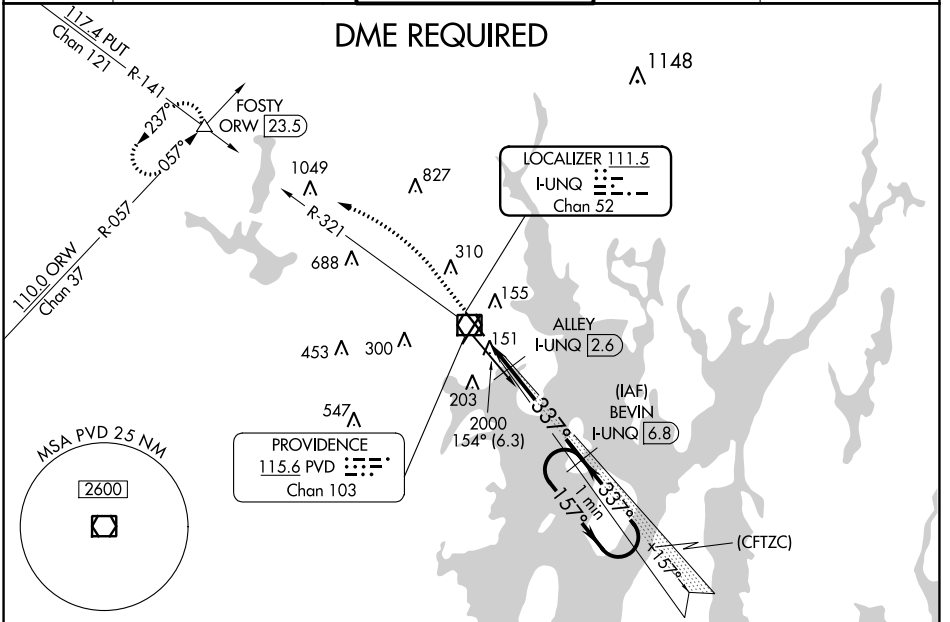 DME REQUIRED
117.4 PUT
Chan 121
R-141
1148
FOSTY
ORW 23.5
237°
057°
LOCALIZER 111.5
I-UNQ
Chan 52
1049
827
R-321
R-057
110.0 ORW
Chan 37
688
310
155
ALLEY
I-UNQ 2.6
151
453
300
203
(IAF)
BEVIN
I-UNQ 6.8
337°
2000
154° (6.3)
547
MSA PVD 25 NM
2600
PROVIDENCE
115.6 PVD
Chan 103
1 min
337°
157°
(CFTZC)
157°